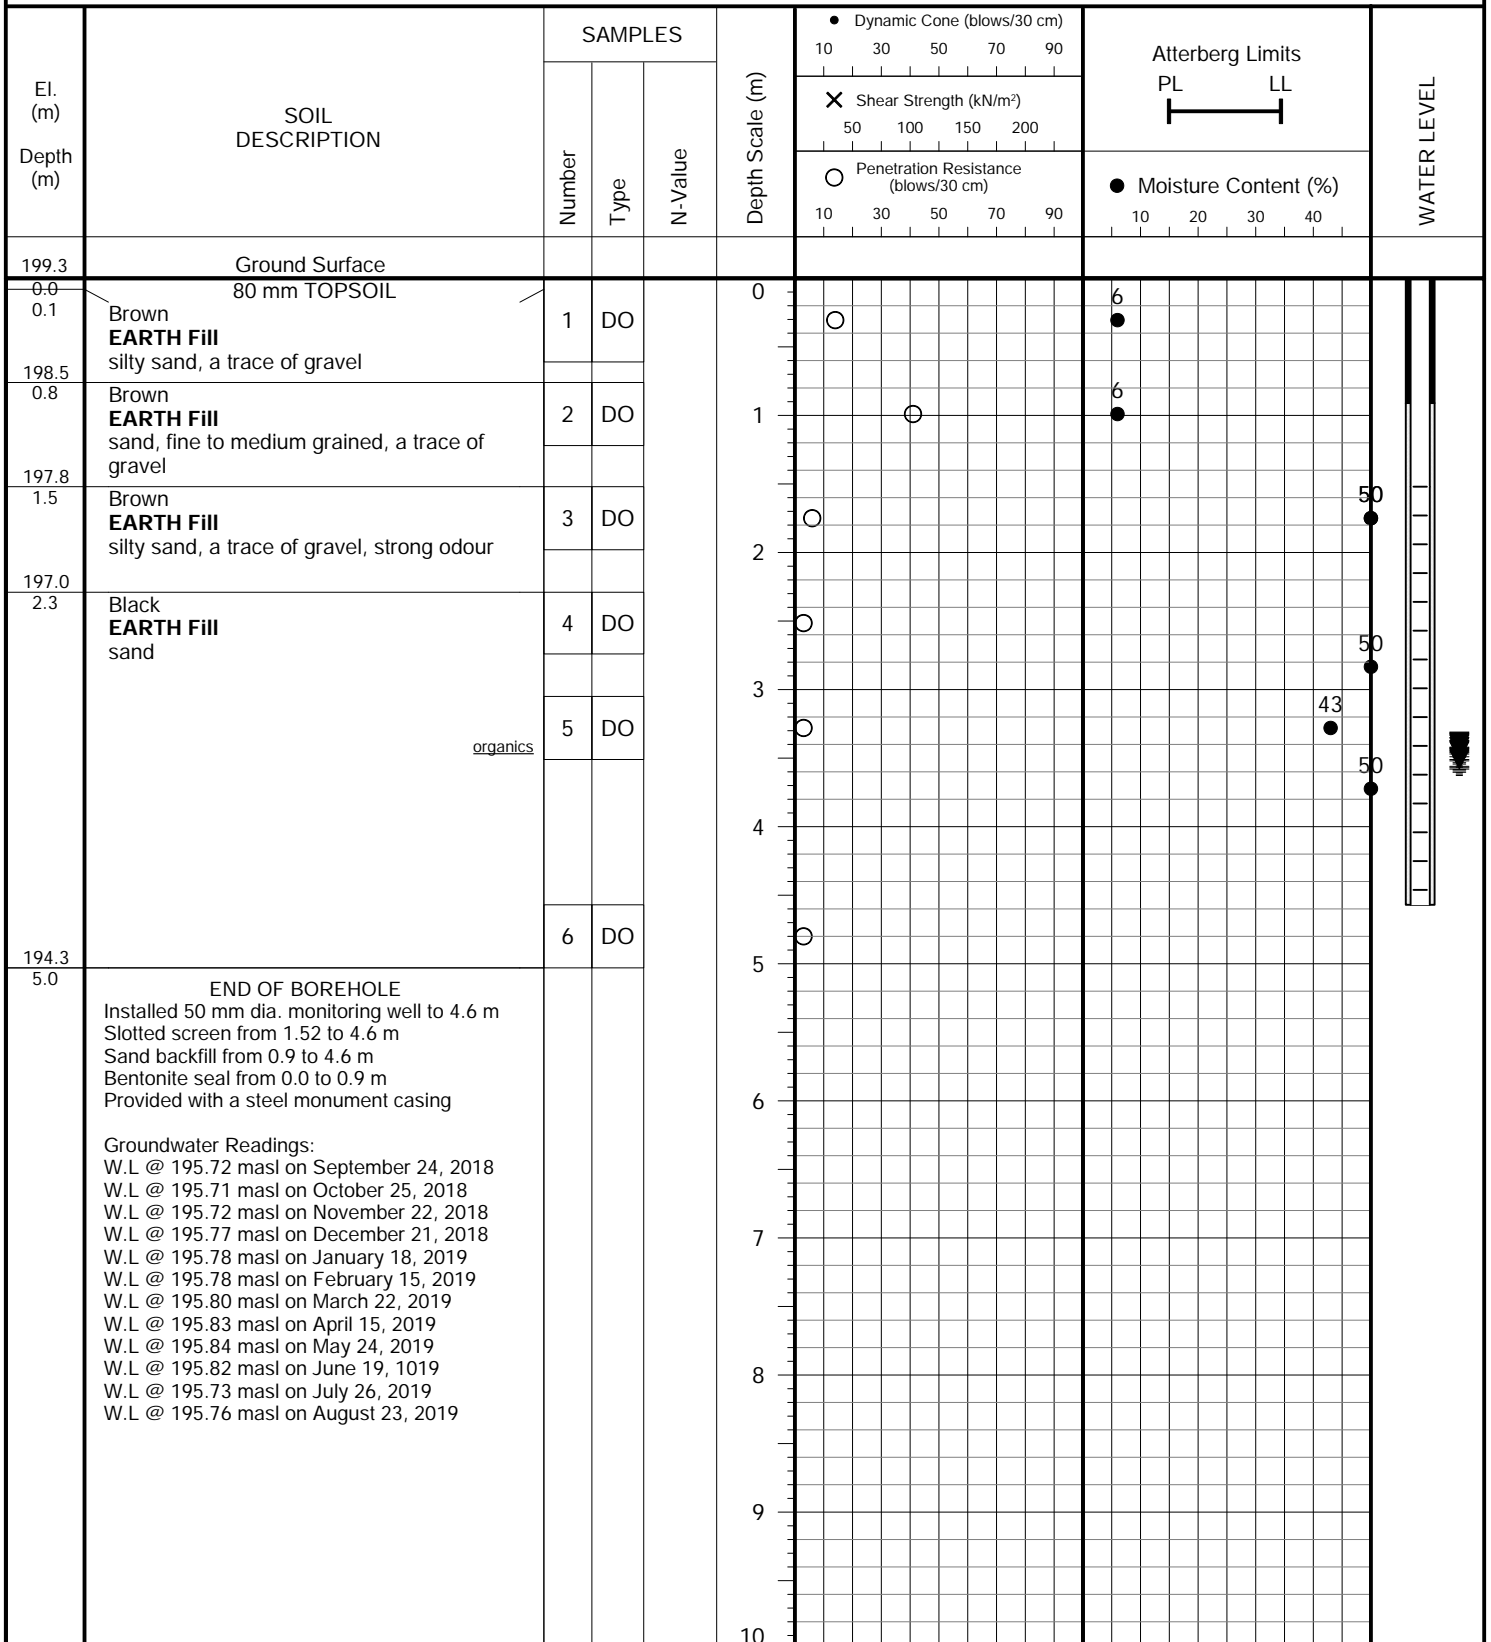 El.
(m)
Depth
(m)
SOIL
DESCRIPTION
SAMPLES
Number
Type
N-Value
Depth Scale (m)
Dynamic Cone (blows/30 cm)
10 30 50 70 90
Shear Strength (kN/m²)
50 100 150 200
Penetration Resistance
(blows/30 cm)
10 30 50 70 90
Atterberg Limits
PL LL
Moisture Content (%)
10 20 30 40
WATER LEVEL
199.3 Ground Surface
0.0 80 mm TOPSOIL 0
0.1 Brown
EARTH Fill 1 DO 6
silty sand, a trace of gravel
198.5
0.8 Brown
EARTH Fill 2 DO 1 6
sand, fine to medium grained, a trace of
gravel
197.8
1.5 Brown
EARTH Fill 3 DO 50
silty sand, a trace of gravel, strong odour
2
197.0
2.3 Black
EARTH Fill 4 DO
sand
50
3
43
5 DO
organics
50
4
6 DO
194.3
5.0
5
END OF BOREHOLE
Installed 50 mm dia. monitoring well to 4.6 m
Slotted screen from 1.52 to 4.6 m
Sand backfill from 0.9 to 4.6 m
Bentonite seal from 0.0 to 0.9 m
Provided with a steel monument casing
6
Groundwater Readings:
W.L @ 195.72 masl on September 24, 2018
W.L @ 195.71 masl on October 25, 2018
W.L @ 195.72 masl on November 22, 2018
W.L @ 195.77 masl on December 21, 2018
7
W.L @ 195.78 masl on January 18, 2019
W.L @ 195.78 masl on February 15, 2019
W.L @ 195.80 masl on March 22, 2019
W.L @ 195.83 masl on April 15, 2019
W.L @ 195.84 masl on May 24, 2019
W.L @ 195.82 masl on June 19, 1019
8
W.L @ 195.73 masl on July 26, 2019
W.L @ 195.76 masl on August 23, 2019
9
10